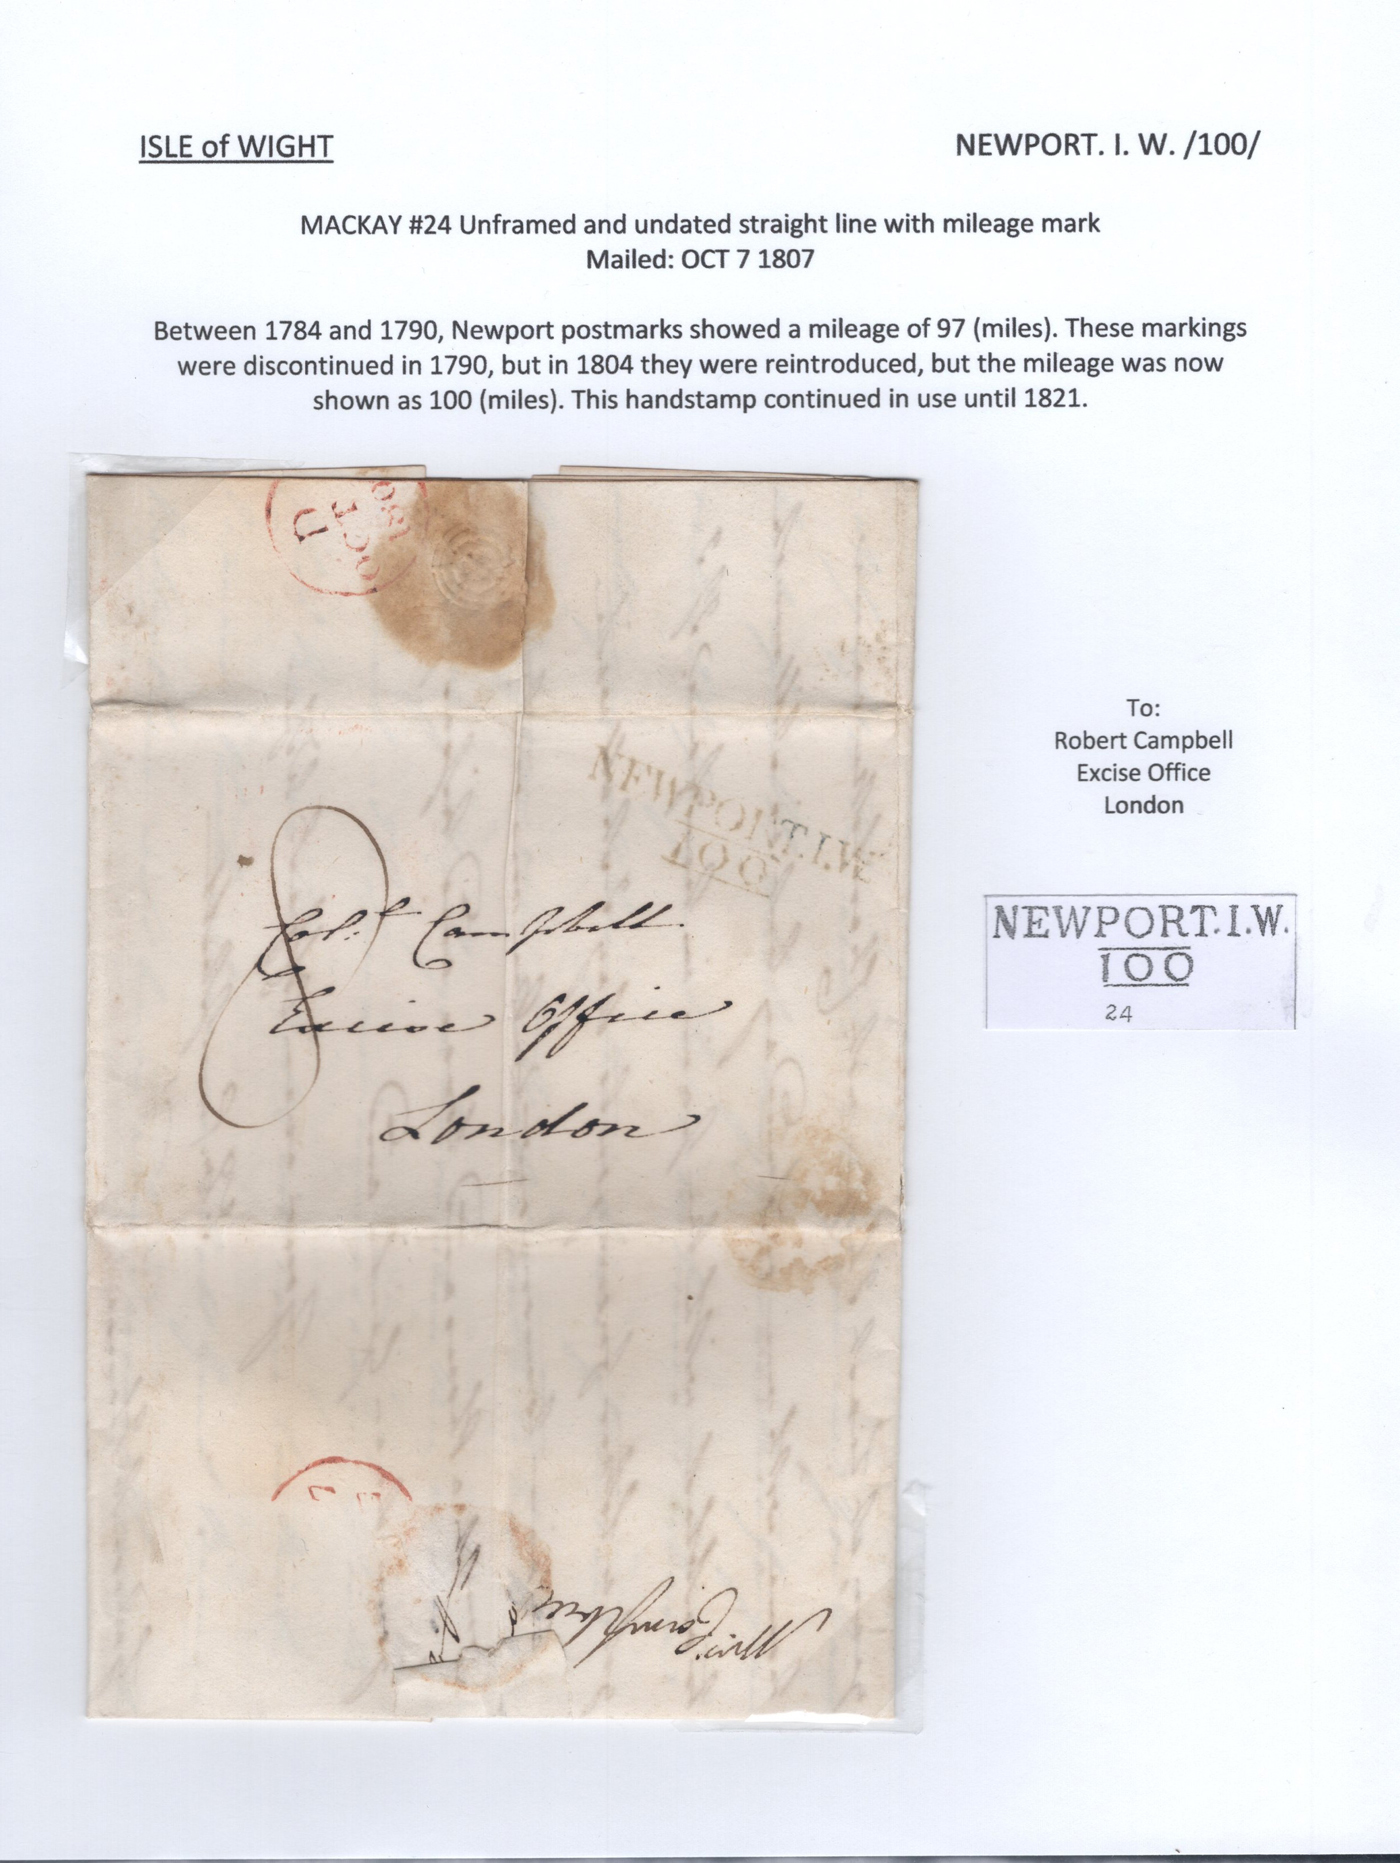 ISLE of WIGHT
NEWPORT. I. W. /100/
MACKAY #24 Unframed and undated straight line with mileage mark
Mailed: OCT 7 1807
Between 1784 and 1790, Newport postmarks showed a mileage of 97 (miles). These markings
were discontinued in 1790, but in 1804 they were reintroduced, but the mileage was now
shown as 100 (miles). This handstamp continued in use until 1821.
NEWPORT.I.W.
100
8
Campbell
Excise Office
London
To:
Robert Campbell
Excise Office
London
NEWPORT.I.W.
100
24